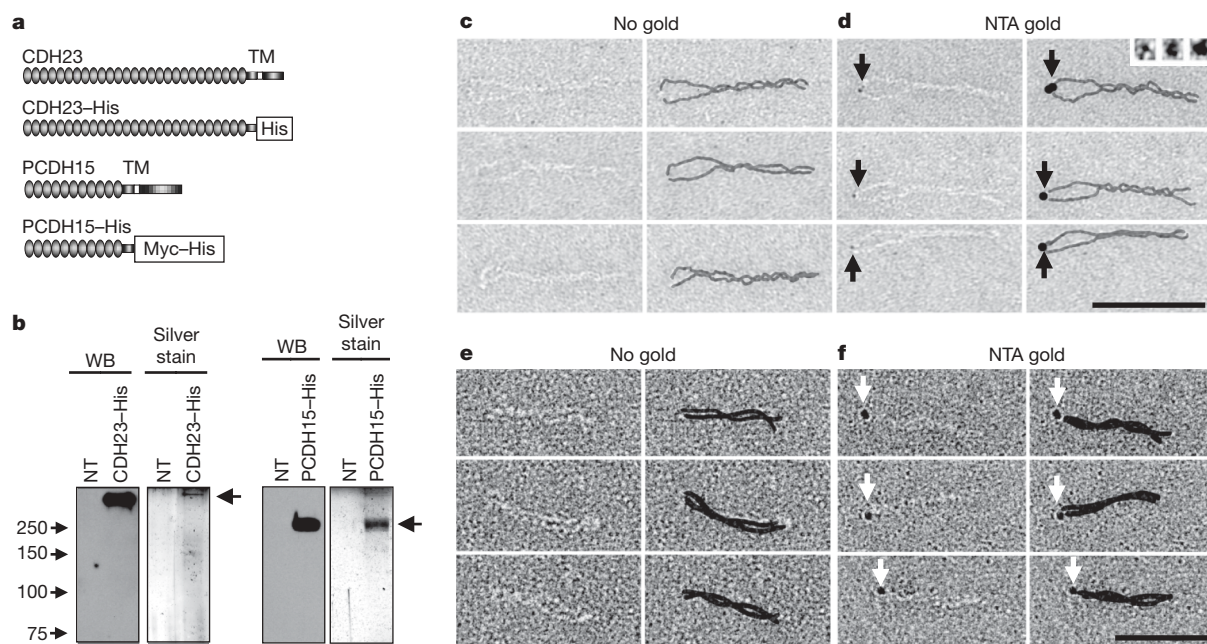 a
CDH23
TM
CDH23–His
His
PCDH15
TM
PCDH15–His
Myc–His
b
WB
Silver stain
NT
CDH23–His
NT
CDH23–His
WB
Silver stain
NT
PCDH15–His
NT
PCDH15–His
250
150
100
75
c
No gold
d
NTA gold
e
No gold
f
NTA gold